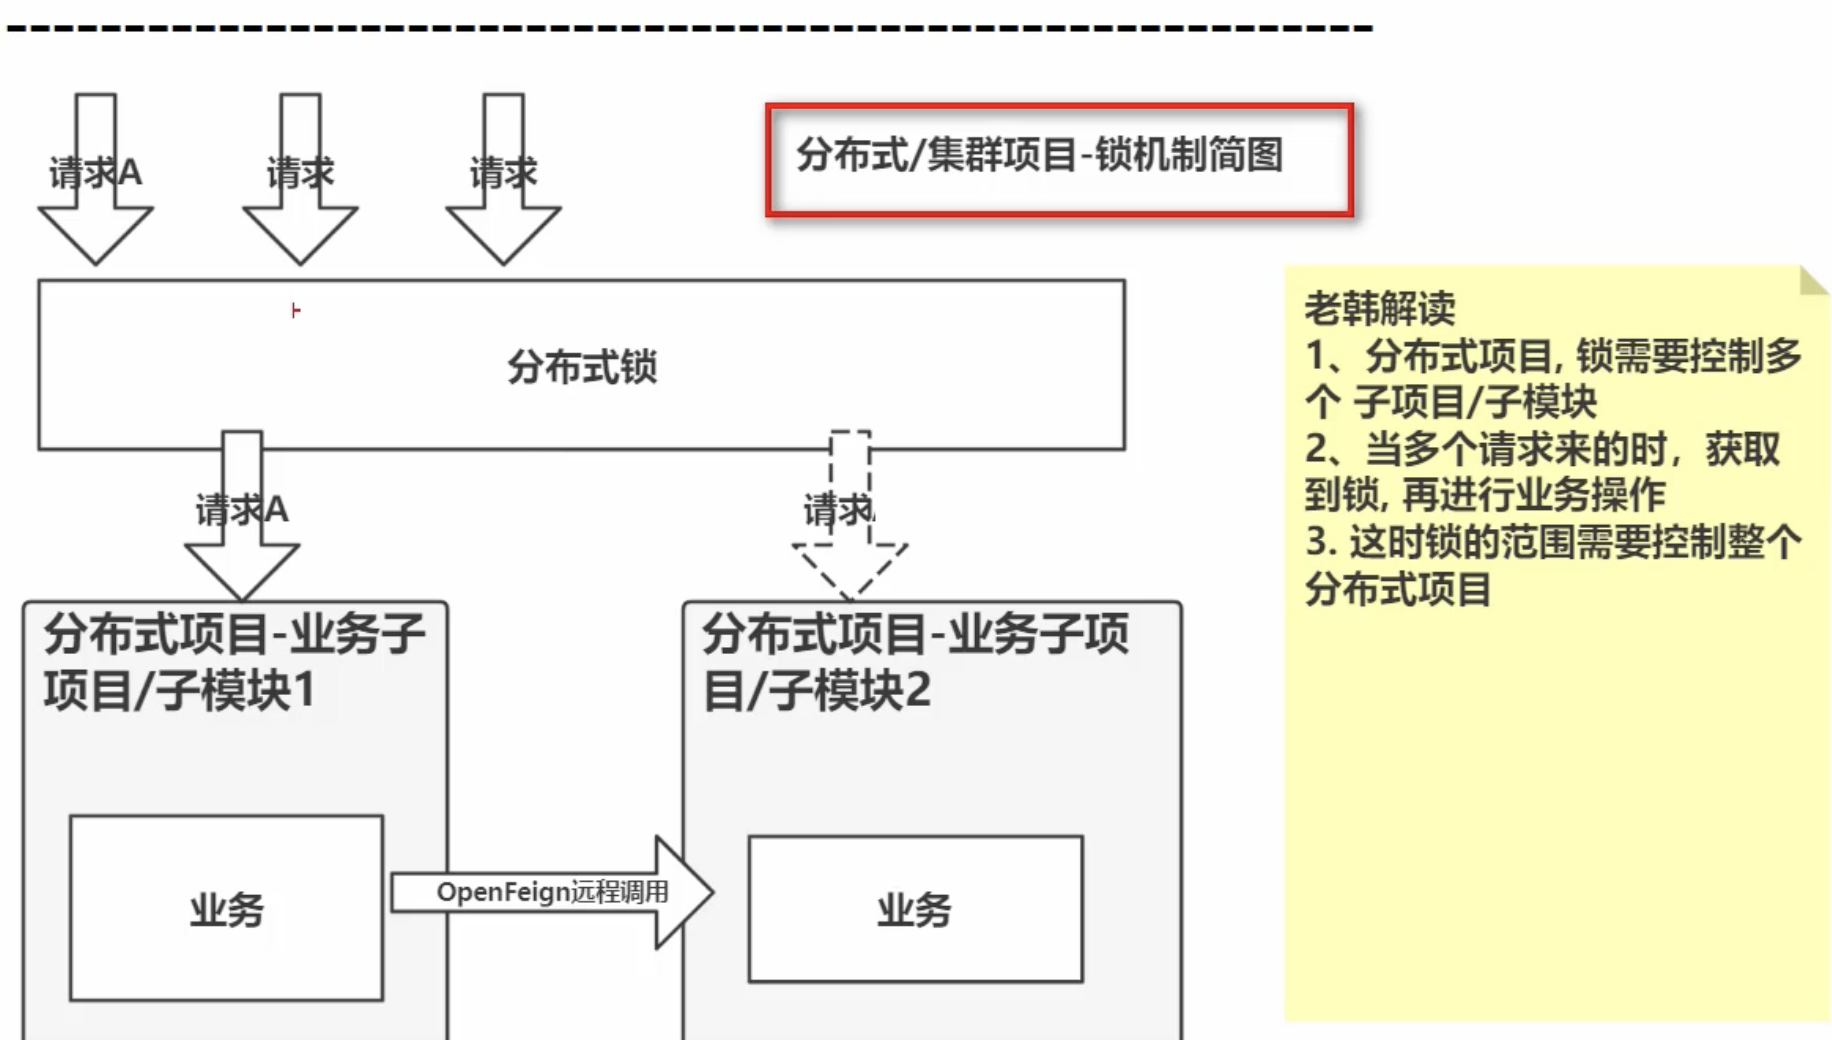 请求A
请求
请求
分布式/集群项目-锁机制简图
分布式锁
请求A
请求
分布式项目-业务子
项目/子模块1
分布式项目-业务子项
目/子模块2
业务
OpenFeign远程调用
业务
老韩解读
1、分布式项目, 锁需要控制多
个 子项目/子模块
2、当多个请求来的时，获取
到锁, 再进行业务操作
3. 这时锁的范围需要控制整个
分布式项目